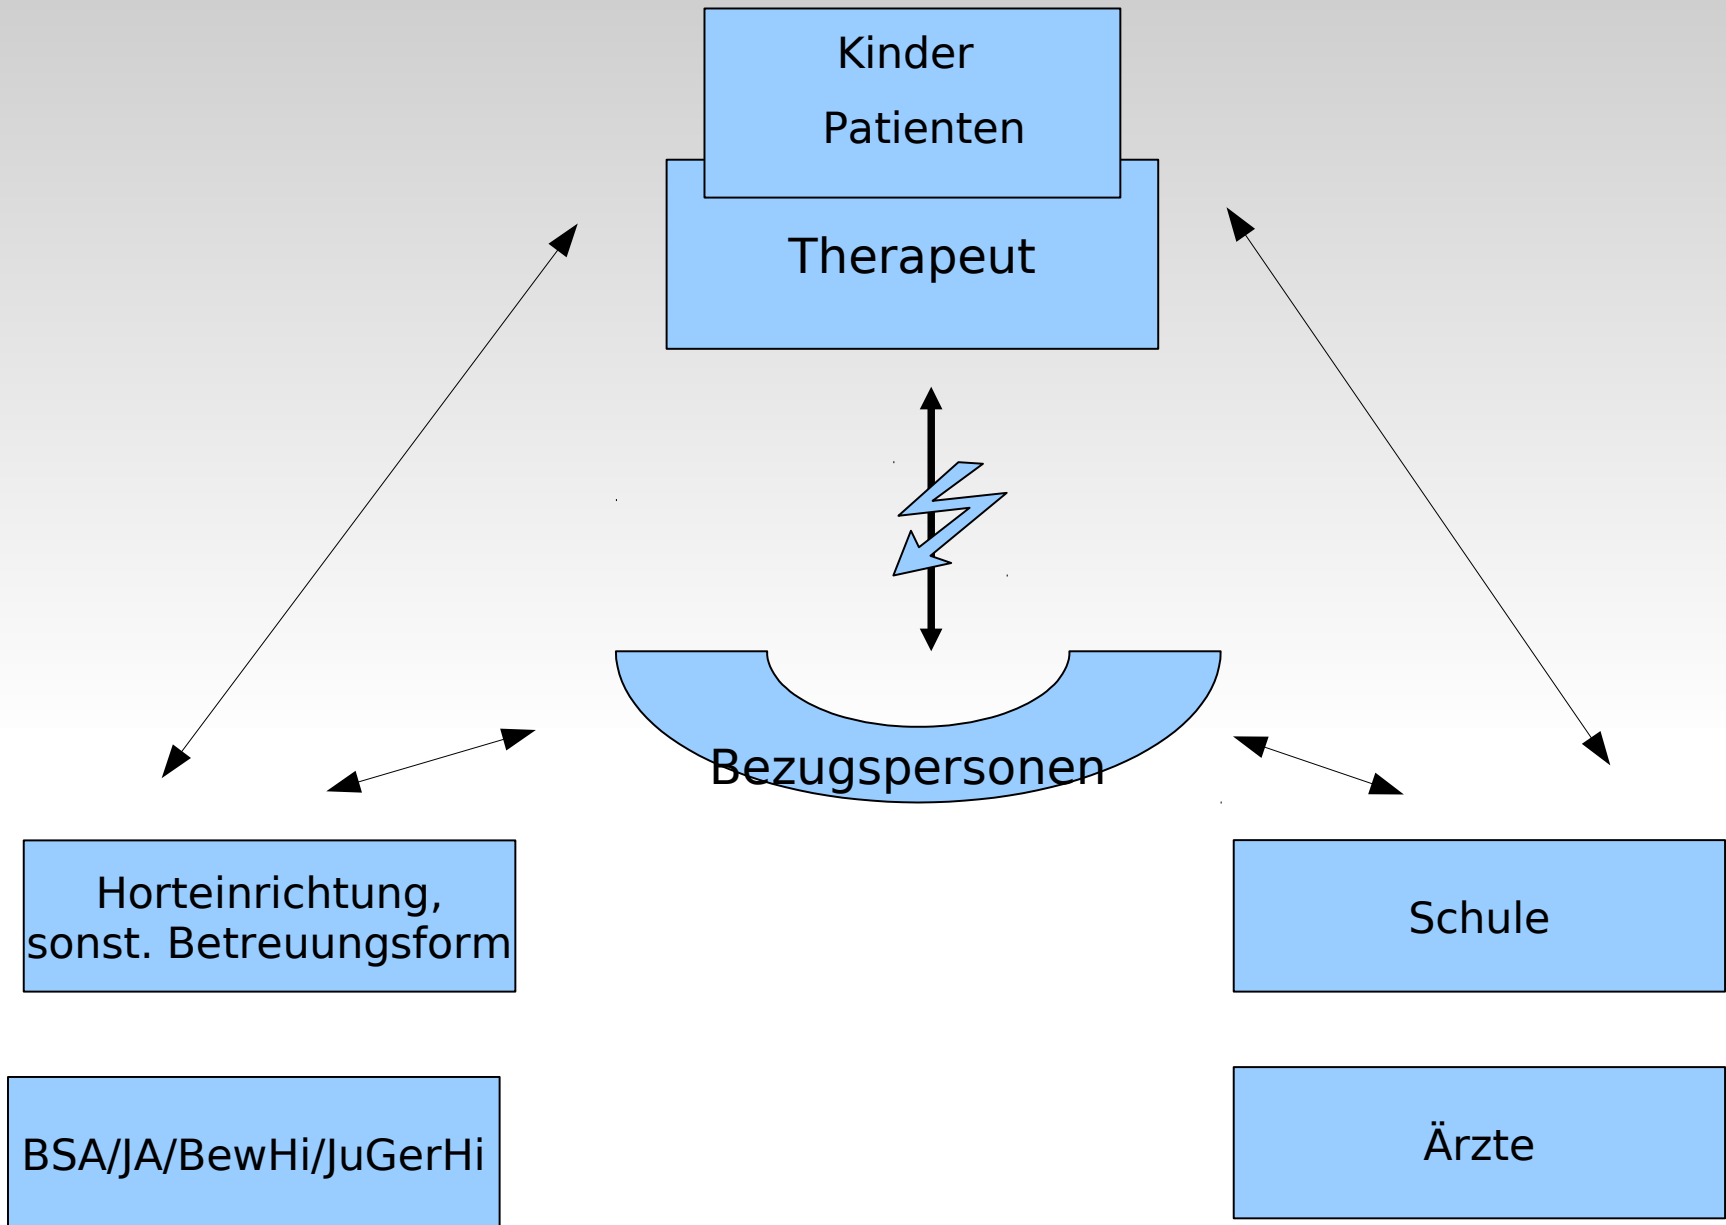 Kinder
Patienten
Therapeut
Bezugspersonen
Horteinrichtung,
sonst. Betreuungsform
Schule
BSA/JA/BewHi/JuGerHi
Ärzte